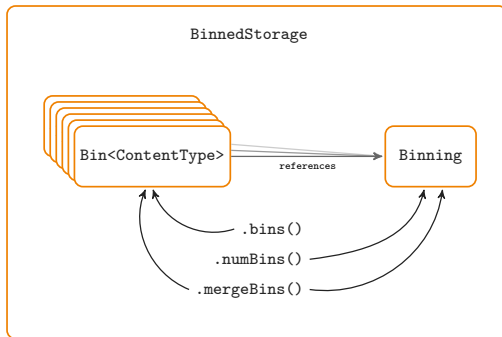 BinnedStorage
Bin<ContentType>
Binning
references
.bins()
.numBins()
.mergeBins()